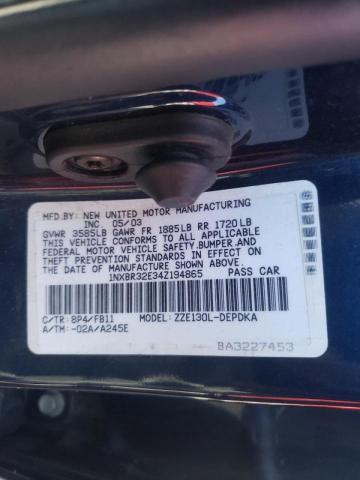 MFD.BY: NEW UNITED MOTOR MANUFACTURING
INC. 05/03
GVWR 3585LB GAWR FR 1885LB RR 1720LB
THIS VEHICLE CONFORMS TO ALL APPLICABLE
FEDERAL MOTOR VEHICLE SAFETY,BUMPER,AND
THEFT PREVENTION STANDARDS IN EFFECT ON
THE DATE OF MANUFACTURE SHOWN ABOVE.
1NXBR32E34Z194865 PASS CAR
C/TR: 8P4/FB11 MODEL: ZZE130L-DEPDKA
A/TM: -02A/A245E
BA3227453